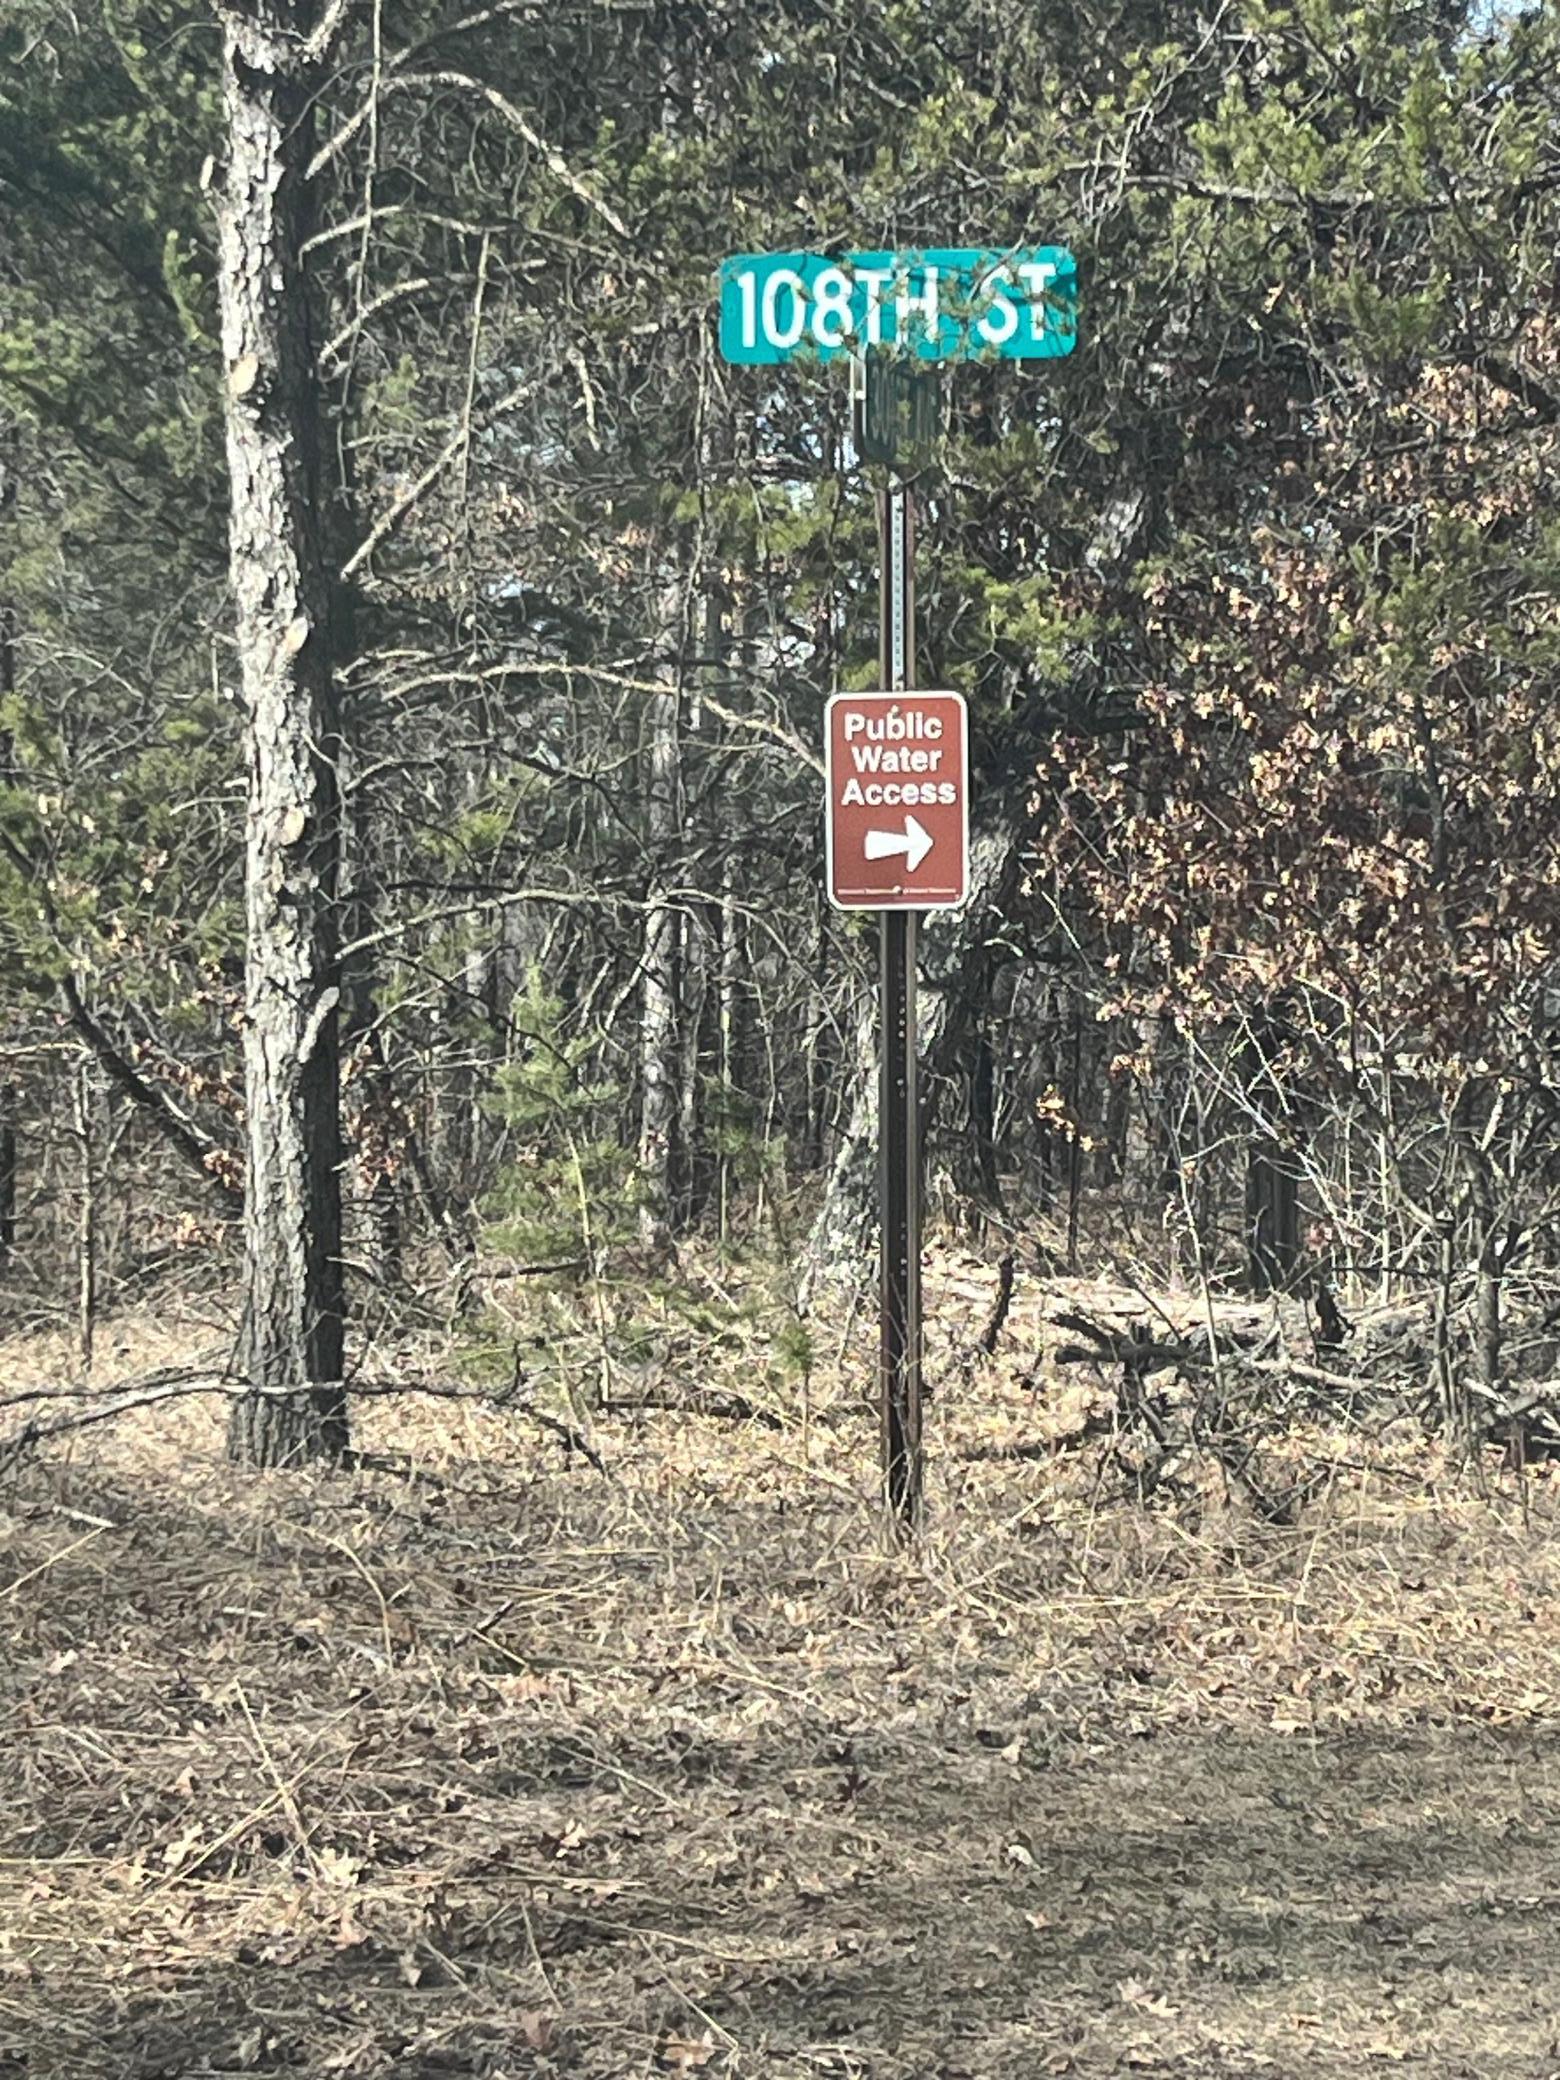 108TH ST
Public
Water
Access